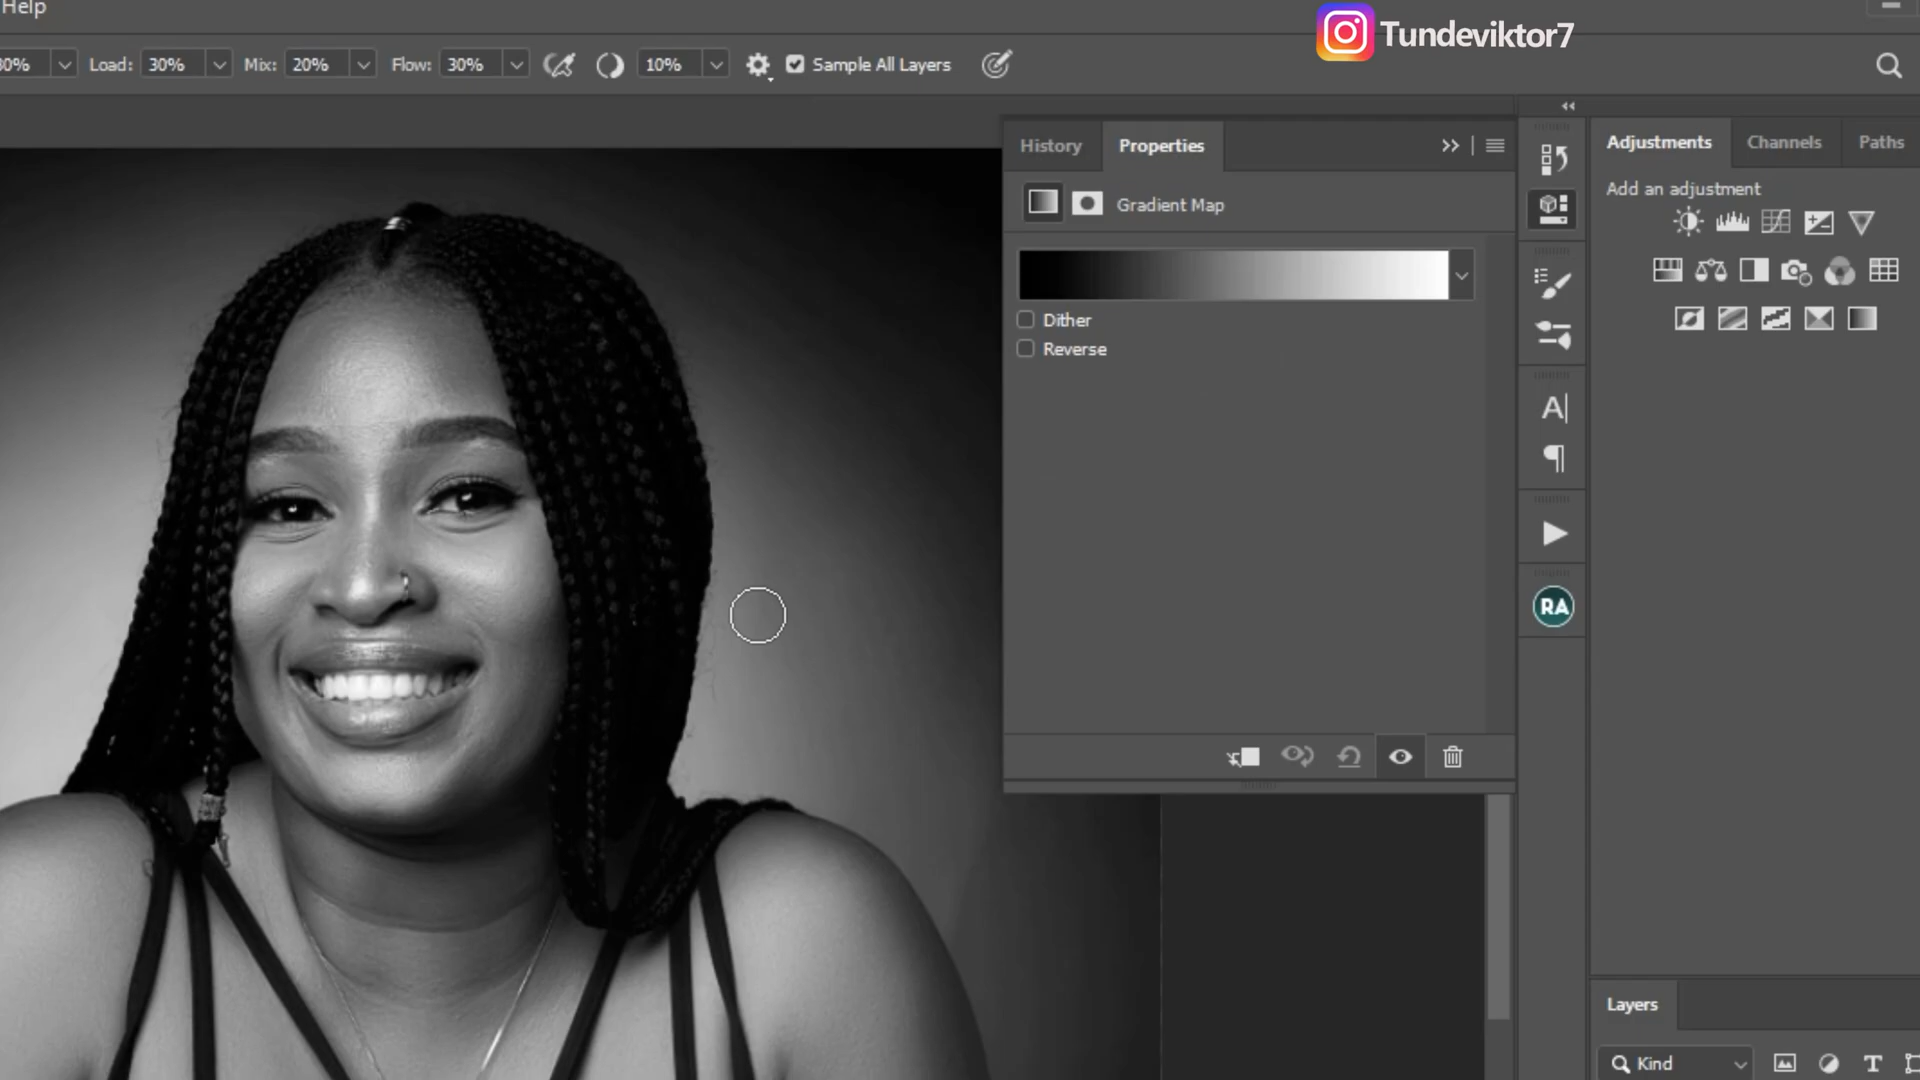 Help
Tundeviktor7
Load: 30% Mix: 20% Flow: 30% 10% Sample All Layers
History Properties
Adjustments Channels Paths
Add an adjustment
Gradient Map
Dither
Reverse
A
RA
Layers
Kind
T